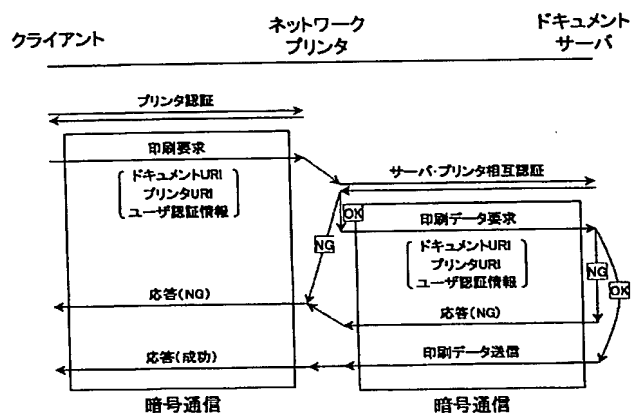 クライアント
ネットワーク
プリンタ
ドキュメント
サーバ
プリンタ認証
印刷要求
ドキュメントURI
プリンタURI
ユーザ認証情報
サーバ・プリンタ相互認証
OK
NG
印刷データ要求
ドキュメントURI
プリンタURI
ユーザ認証情報
NG
OK
応答(NG)
応答(NG)
応答(成功)
印刷データ送信
暗号通信
暗号通信